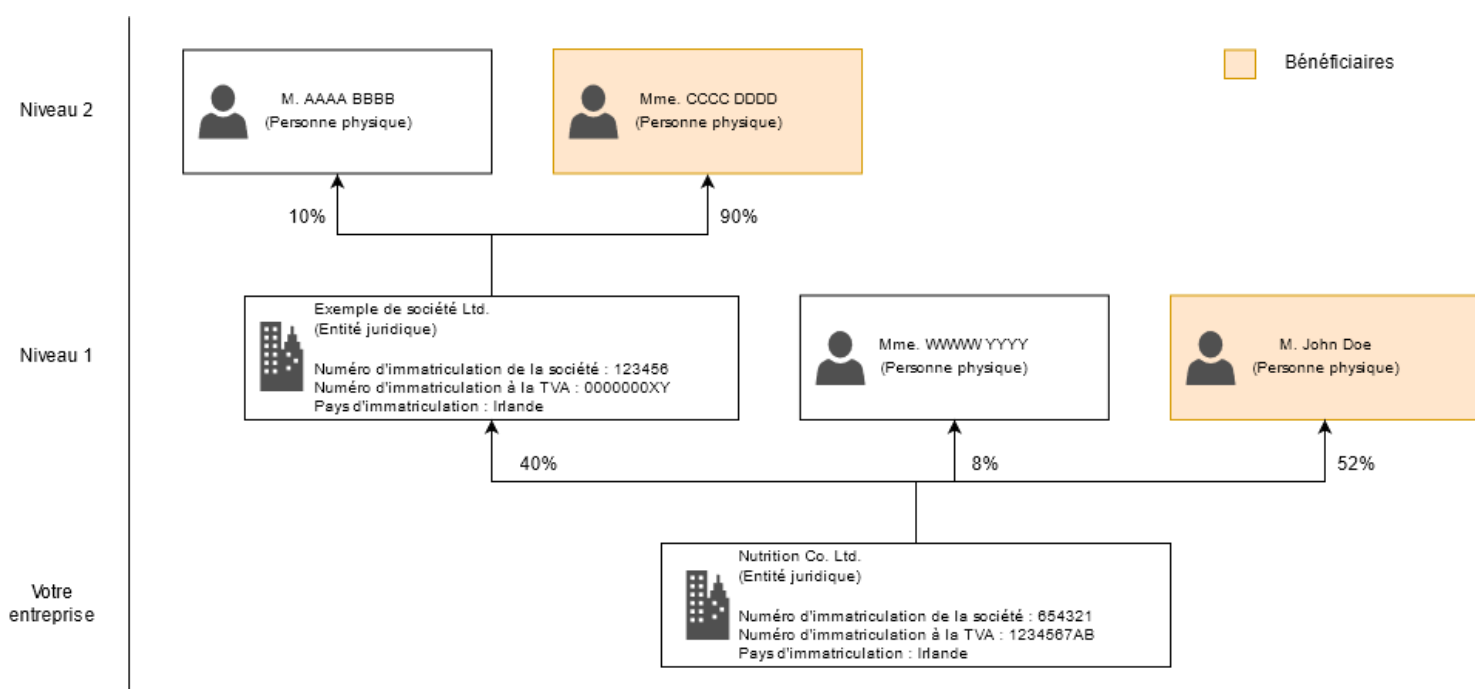 Bénéficiaires
Niveau 2
M. AAAA BBBB
(Personne physique)
Mme. CCCC DDDD
(Personne physique)
10%
90%
Niveau 1
Exemple de société Ltd.
(Entité juridique)
Numéro d'immatriculation de la société : 123456
Numéro d'immatriculation à la TVA : 0000000XY
Pays d'immatriculation : Irlande
Mme. WWWW YYYY
(Personne physique)
M. John Doe
(Personne physique)
40%
8%
52%
Votre
entreprise
Nutrition Co. Ltd.
(Entité juridique)
Numéro d'immatriculation de la société : 654321
Numéro d'immatriculation à la TVA : 1234567AB
Pays d'immatriculation : Irlande